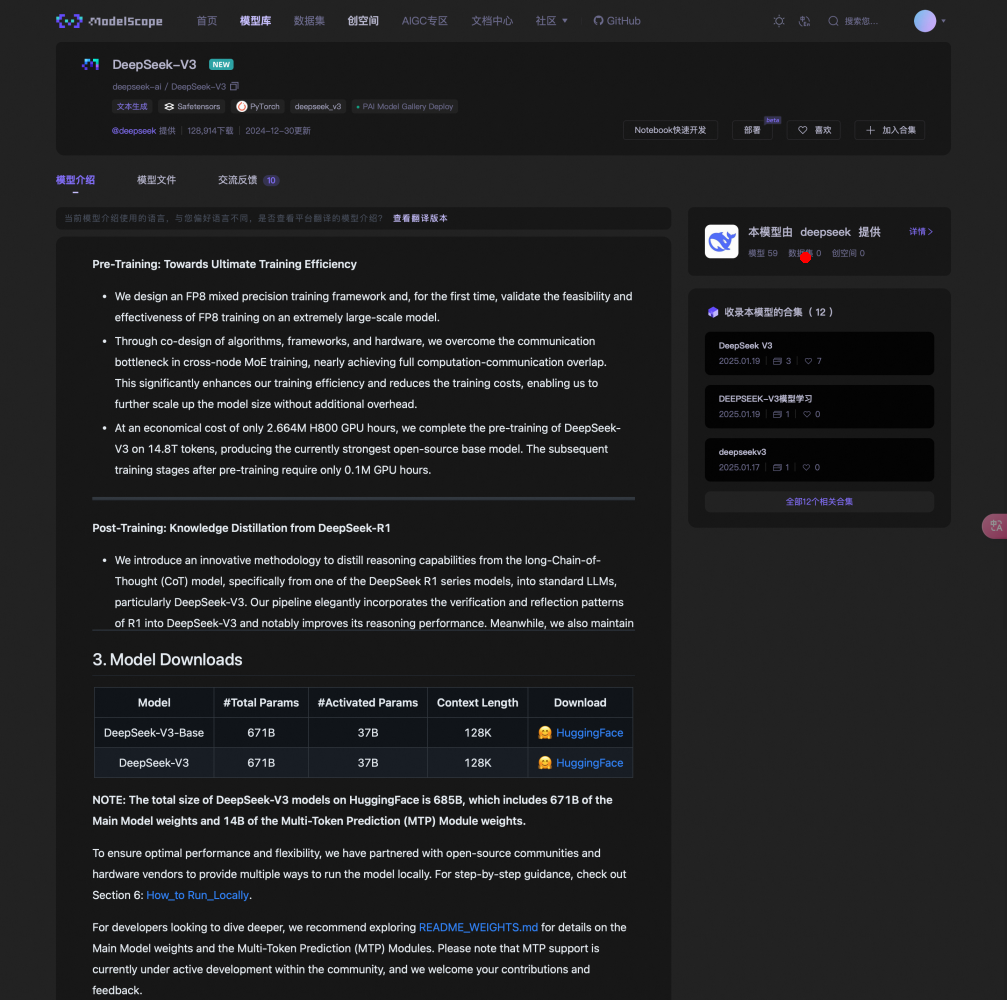 ModelScope 首页 模型库 数据集 创空间 AIGC专区 文档中心 社区 GitHub 搜索您...
DeepSeek-V3 NEW
deepseek-ai / DeepSeek-V3
文本生成 Safetensors PyTorch deepseek_v3 PAI Model Gallery Deploy
@deepseek 提供 128,914下载 2024-12-30更新
Notebook快速开发 部署 Beta 喜欢 加入合集
模型介绍 模型文件 交流反馈 10
当前模型介绍使用的语言，与您偏好语言不同，是否查看平台翻译的模型介绍？ 查看翻译版本
Pre-Training: Towards Ultimate Training Efficiency
• We design an FP8 mixed precision training framework and, for the first time, validate the feasibility and
effectiveness of FP8 training on an extremely large-scale model.
• Through co-design of algorithms, frameworks, and hardware, we overcome the communication
bottleneck in cross-node MoE training, nearly achieving full computation-communication overlap.
This significantly enhances our training efficiency and reduces the training costs, enabling us to
further scale up the model size without additional overhead.
• At an economical cost of only 2.664M H800 GPU hours, we complete the pre-training of DeepSeek-
V3 on 14.8T tokens, producing the currently strongest open-source base model. The subsequent
training stages after pre-training require only 0.1M GPU hours.
Post-Training: Knowledge Distillation from DeepSeek-R1
• We introduce an innovative methodology to distill reasoning capabilities from the long-Chain-of-
Thought (CoT) model, specifically from one of the DeepSeek R1 series models, into standard LLMs,
particularly DeepSeek-V3. Our pipeline elegantly incorporates the verification and reflection patterns
of R1 into DeepSeek-V3 and notably improves its reasoning performance. Meanwhile, we also maintain
3. Model Downloads
Model #Total Params #Activated Params Context Length Download
DeepSeek-V3-Base 671B 37B 128K 🤗 HuggingFace
DeepSeek-V3 671B 37B 128K 🤗 HuggingFace
NOTE: The total size of DeepSeek-V3 models on HuggingFace is 685B, which includes 671B of the
Main Model weights and 14B of the Multi-Token Prediction (MTP) Module weights.
To ensure optimal performance and flexibility, we have partnered with open-source communities and
hardware vendors to provide multiple ways to run the model locally. For step-by-step guidance, check out
Section 6: How_to Run_Locally.
For developers looking to dive deeper, we recommend exploring README_WEIGHTS.md for details on the
Main Model weights and the Multi-Token Prediction (MTP) Modules. Please note that MTP support is
currently under active development within the community, and we welcome your contributions and
feedback.
本模型由 deepseek 提供 详情
模型 59 数据集 0 创空间 0
收录本模型的合集（12）
DeepSeek V3
2025.01.19 3 7
DEEPSEEK-V3模型学习
2025.01.19 1 0
deepseekv3
2025.01.17 1 0
全部12个相关合集